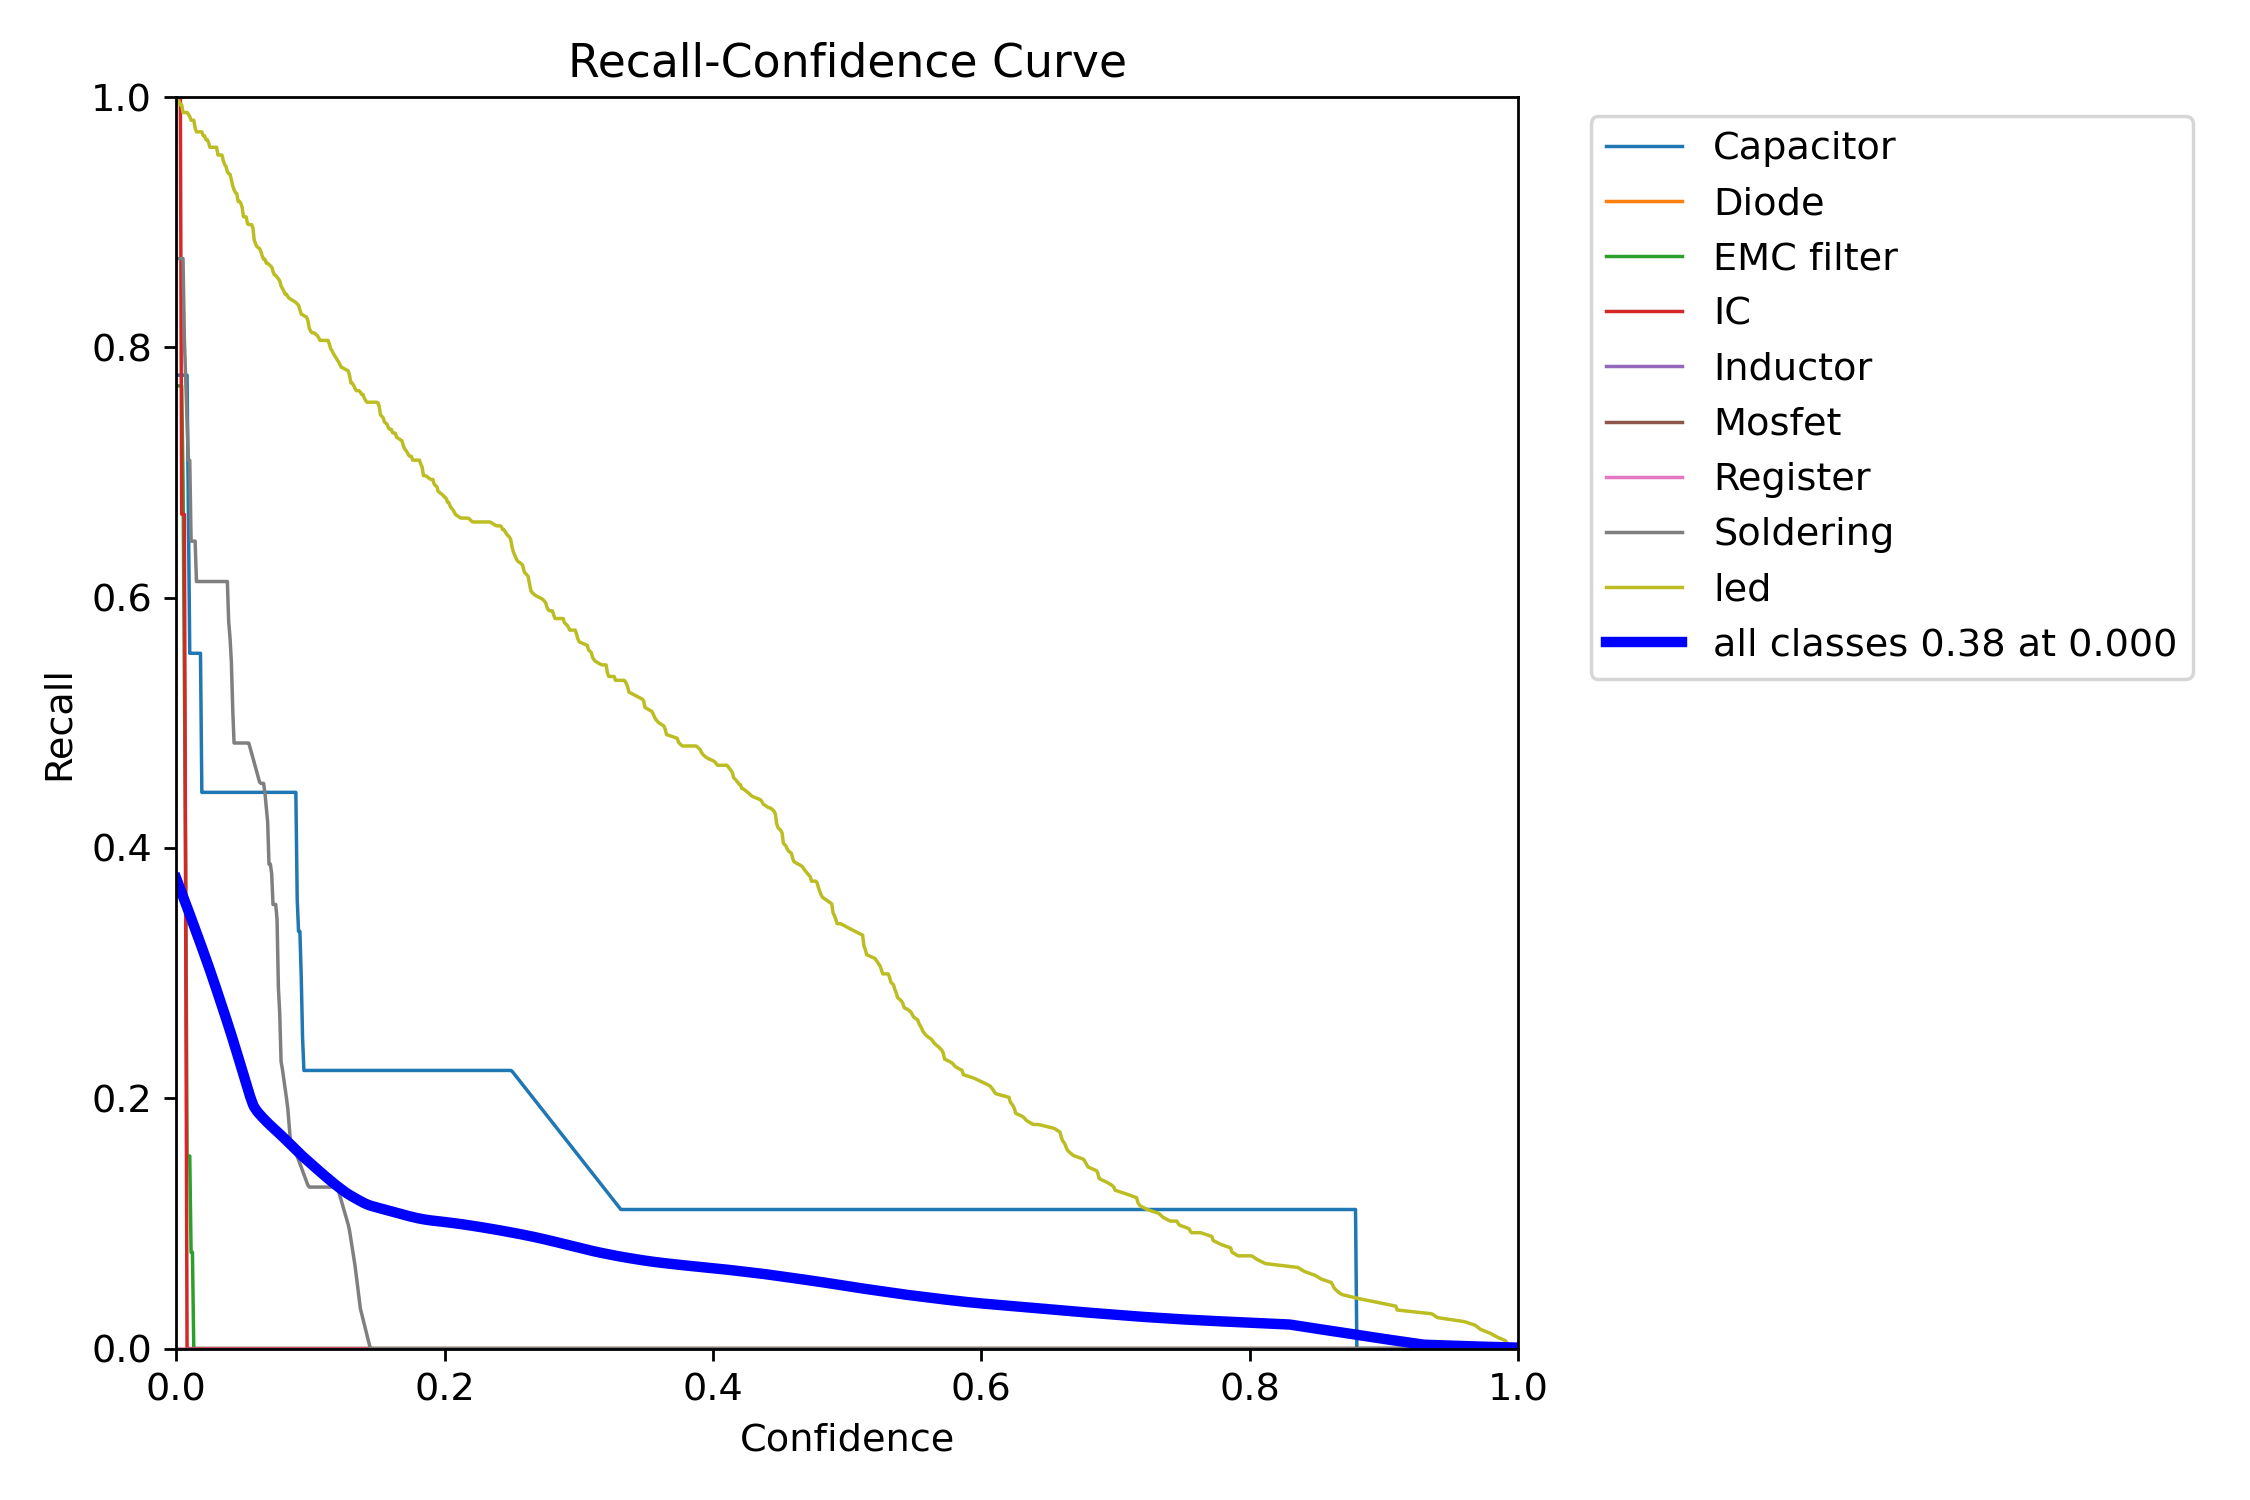 Recall-Confidence Curve
1.0
0.8
0.6
0.4
0.2
0.0
Recall
0.0 0.2 0.4 0.6 0.8 1.0
Confidence
Capacitor
Diode
EMC filter
IC
Inductor
Mosfet
Register
Soldering
led
all classes 0.38 at 0.000